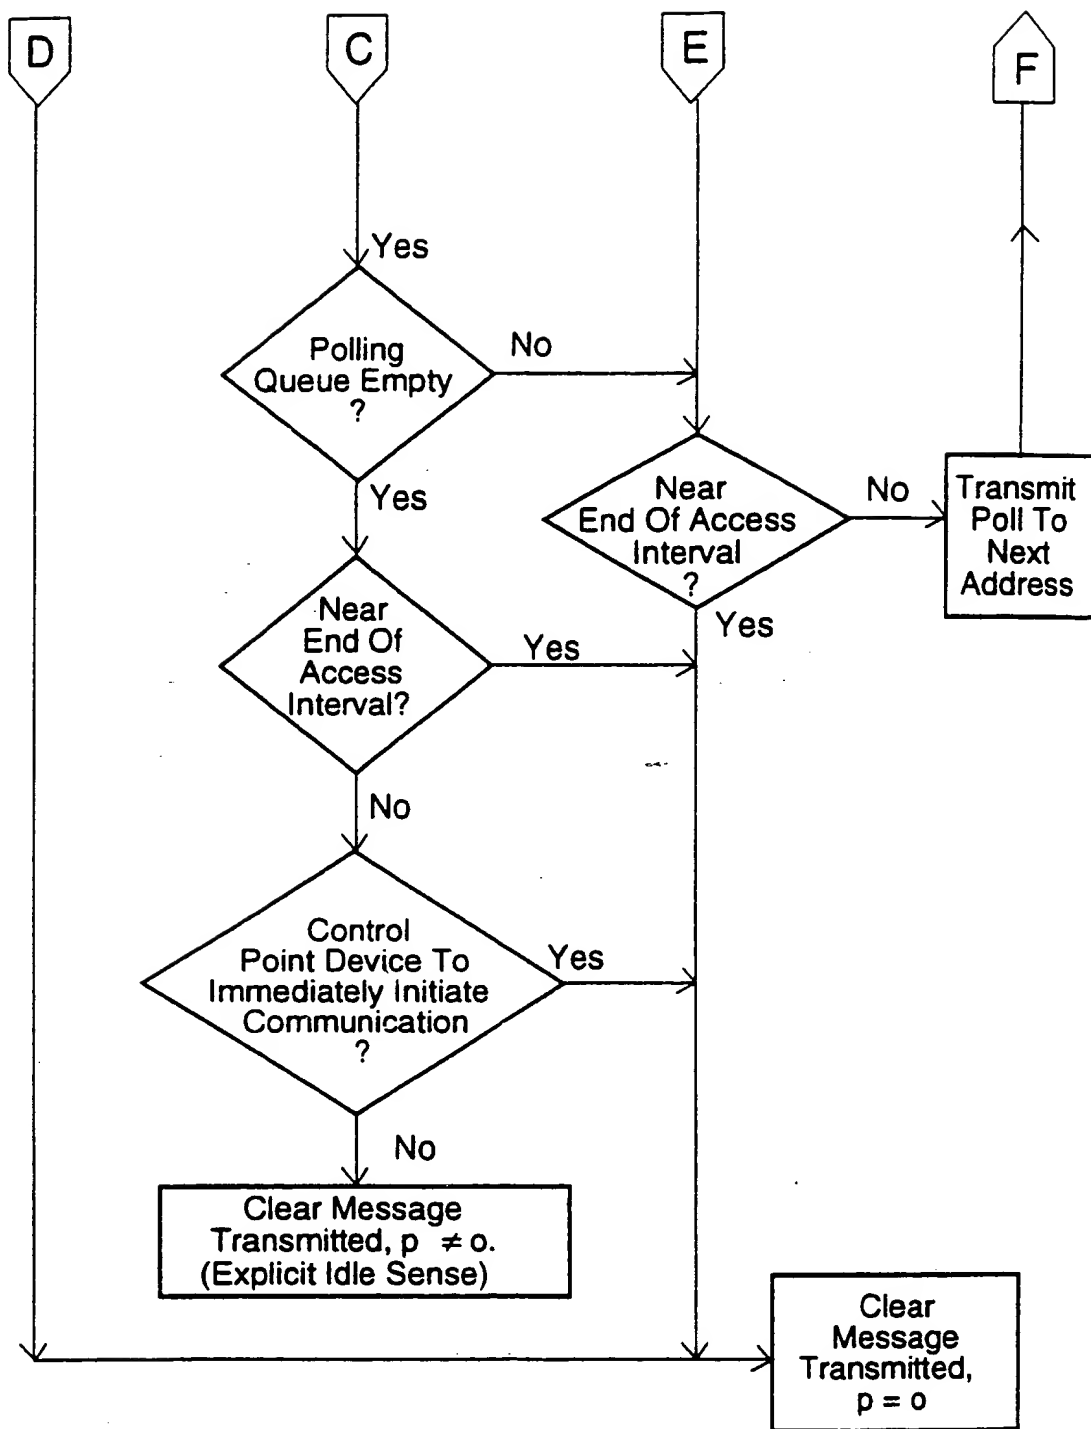 D
C
E
F
Yes
Polling
Queue Empty
?
No
Yes
Near
End Of Access
Interval
?
No
Transmit
Poll To
Next
Address
Yes
Near
End Of
Access
Interval?
Yes
No
Control
Point Device To
Immediately Initiate
Communication
?
Yes
No
Clear Message
Transmitted, p ≠ o.
(Explicit Idle Sense)
Clear
Message
Transmitted,
p = o